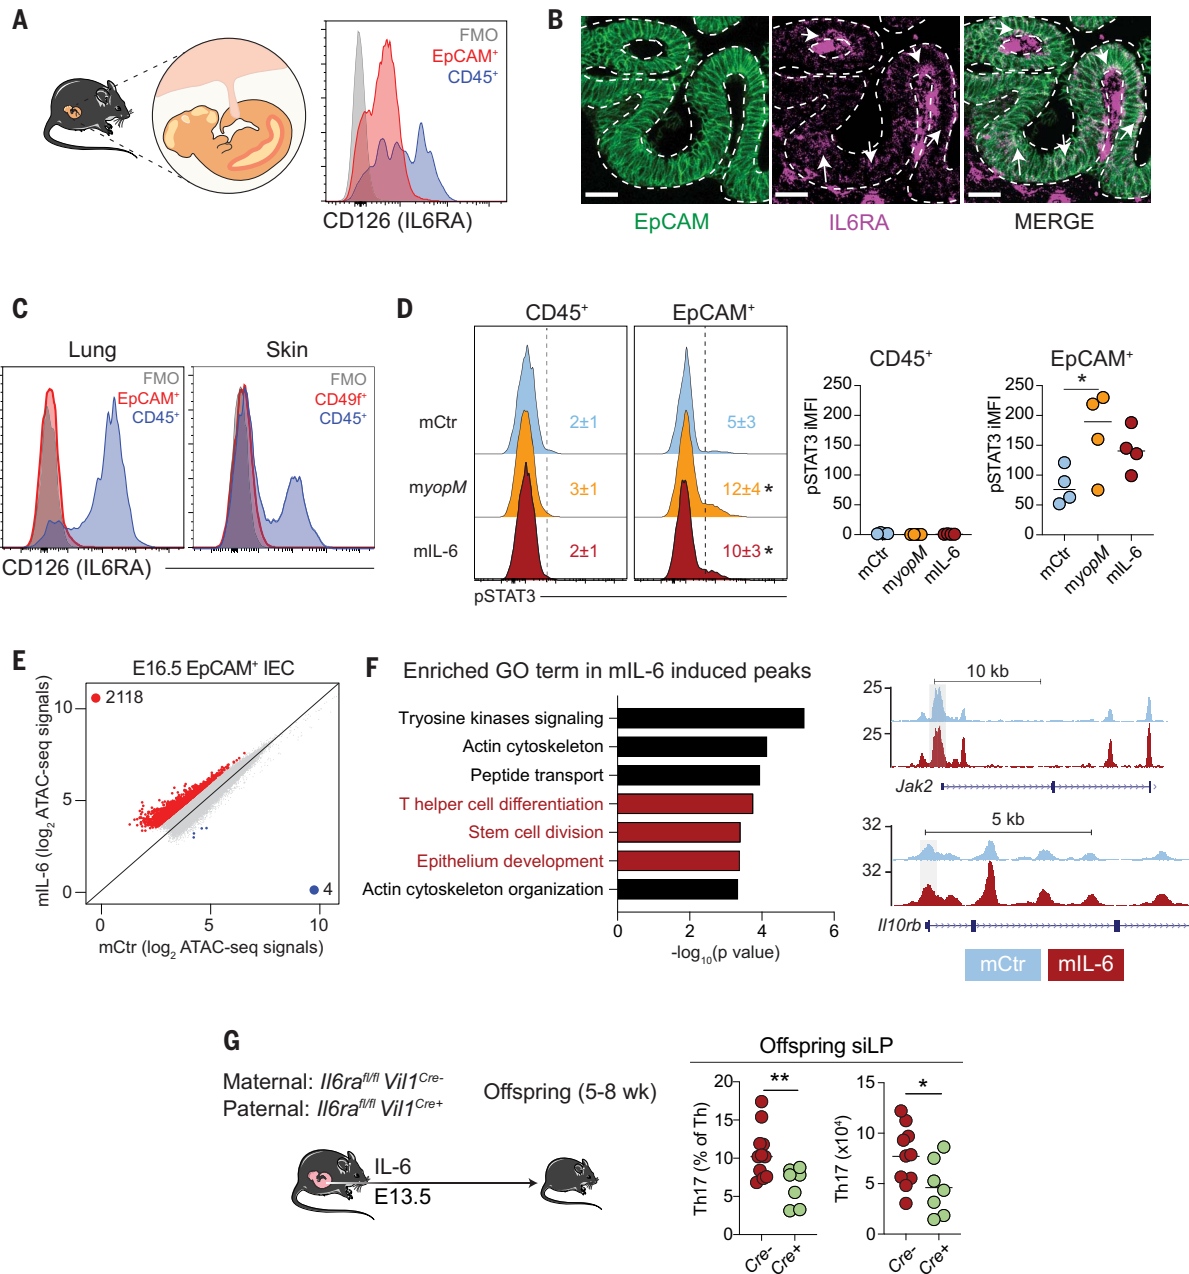 A
FMO
EpCAM⁺
CD45⁺
CD126 (IL6RA)
B
EpCAM
IL6RA
MERGE
C
Lung
Skin
FMO
EpCAM⁺
CD45⁺
FMO
CD49f⁺
CD45⁺
CD126 (IL6RA)
D
CD45⁺
EpCAM⁺
mCtr
2±1
5±3
myopM
3±1
12±4 *
mIL-6
2±1
10±3 *
pSTAT3
CD45⁺
pSTAT3 iMFI
250
200
150
100
50
0
mCtr
myopM
mIL-6
EpCAM⁺
pSTAT3 iMFI
250
200
150
100
50
0
*
mCtr
myopM
mIL-6
E
E16.5 EpCAM⁺ IEC
mIL-6 (log₂ ATAC-seq signals)
10
5
0
2118
4
0
5
10
mCtr (log₂ ATAC-seq signals)
F
Enriched GO term in mIL-6 induced peaks
Tryosine kinases signaling
Actin cytoskeleton
Peptide transport
T helper cell differentiation
Stem cell division
Epithelium development
Actin cytoskeleton organization
0
2
4
6
-log₁₀(p value)
10 kb
25
25
Jak2
5 kb
32
32
Il10rb
mCtr
mIL-6
G
Maternal: Il6raᶠˡ/ᶠˡ Vil1ᶜʳᵉ⁻
Paternal: Il6raᶠˡ/ᶠˡ Vil1ᶜʳᵉ⁺
Offspring (5-8 wk)
IL-6
E13.5
Offspring siLP
Th17 (% of Th)
20
15
10
5
0
**
Cre-
Cre+
Th17 (x10⁴)
15
10
5
0
*
Cre-
Cre+